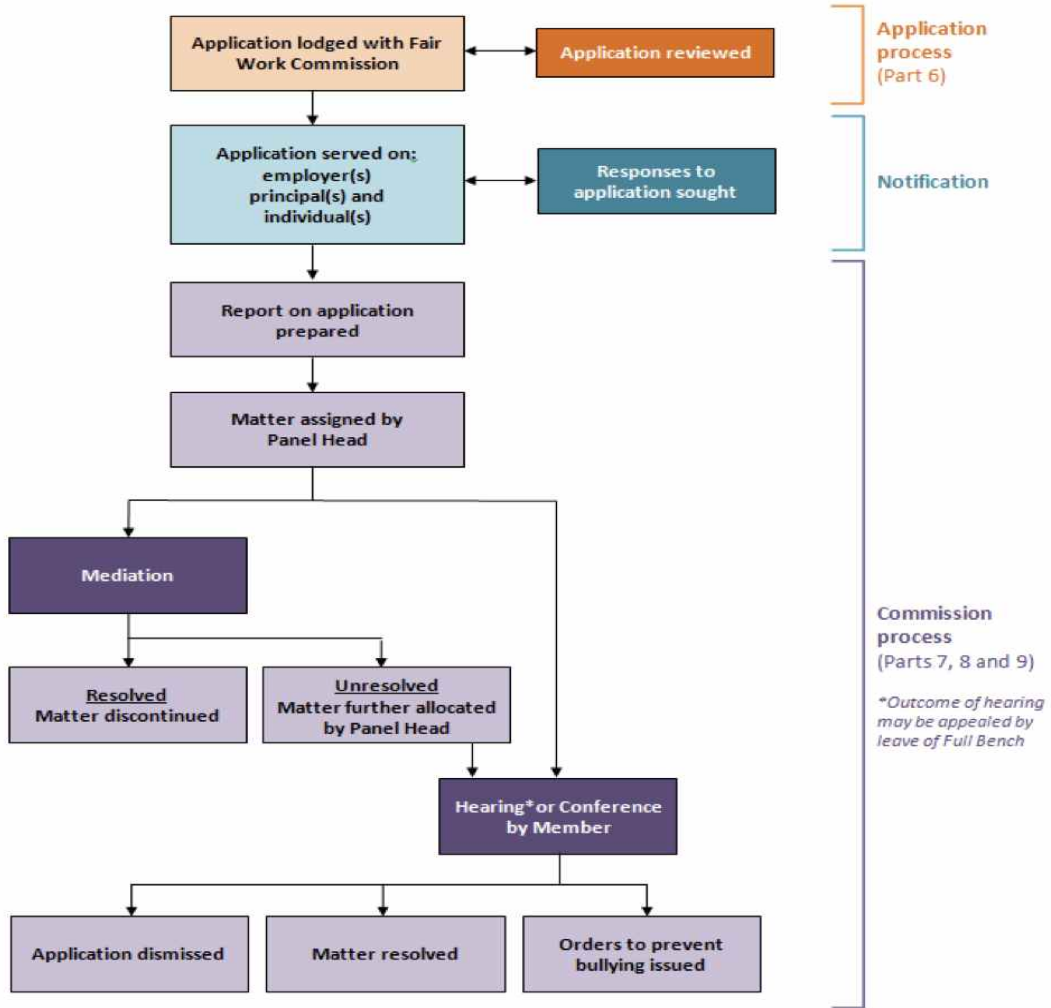 Application lodged with Fair
Work Commission
Application reviewed
Application
process
(Part 6)
Application served on:
employer(s)
principal(s) and
individual(s)
Responses to
application sought
Notification
Report on application
prepared
Matter assigned by
Panel Head
Mediation
Resolved
Matter discontinued
Unresolved
Matter further allocated
by Panel Head
Commission
process
(Parts 7, 8 and 9)
*Outcome of hearing
may be appealed by
leave of Full Bench
Hearing*or Conference
by Member
Application dismissed
Matter resolved
Orders to prevent
bullying issued